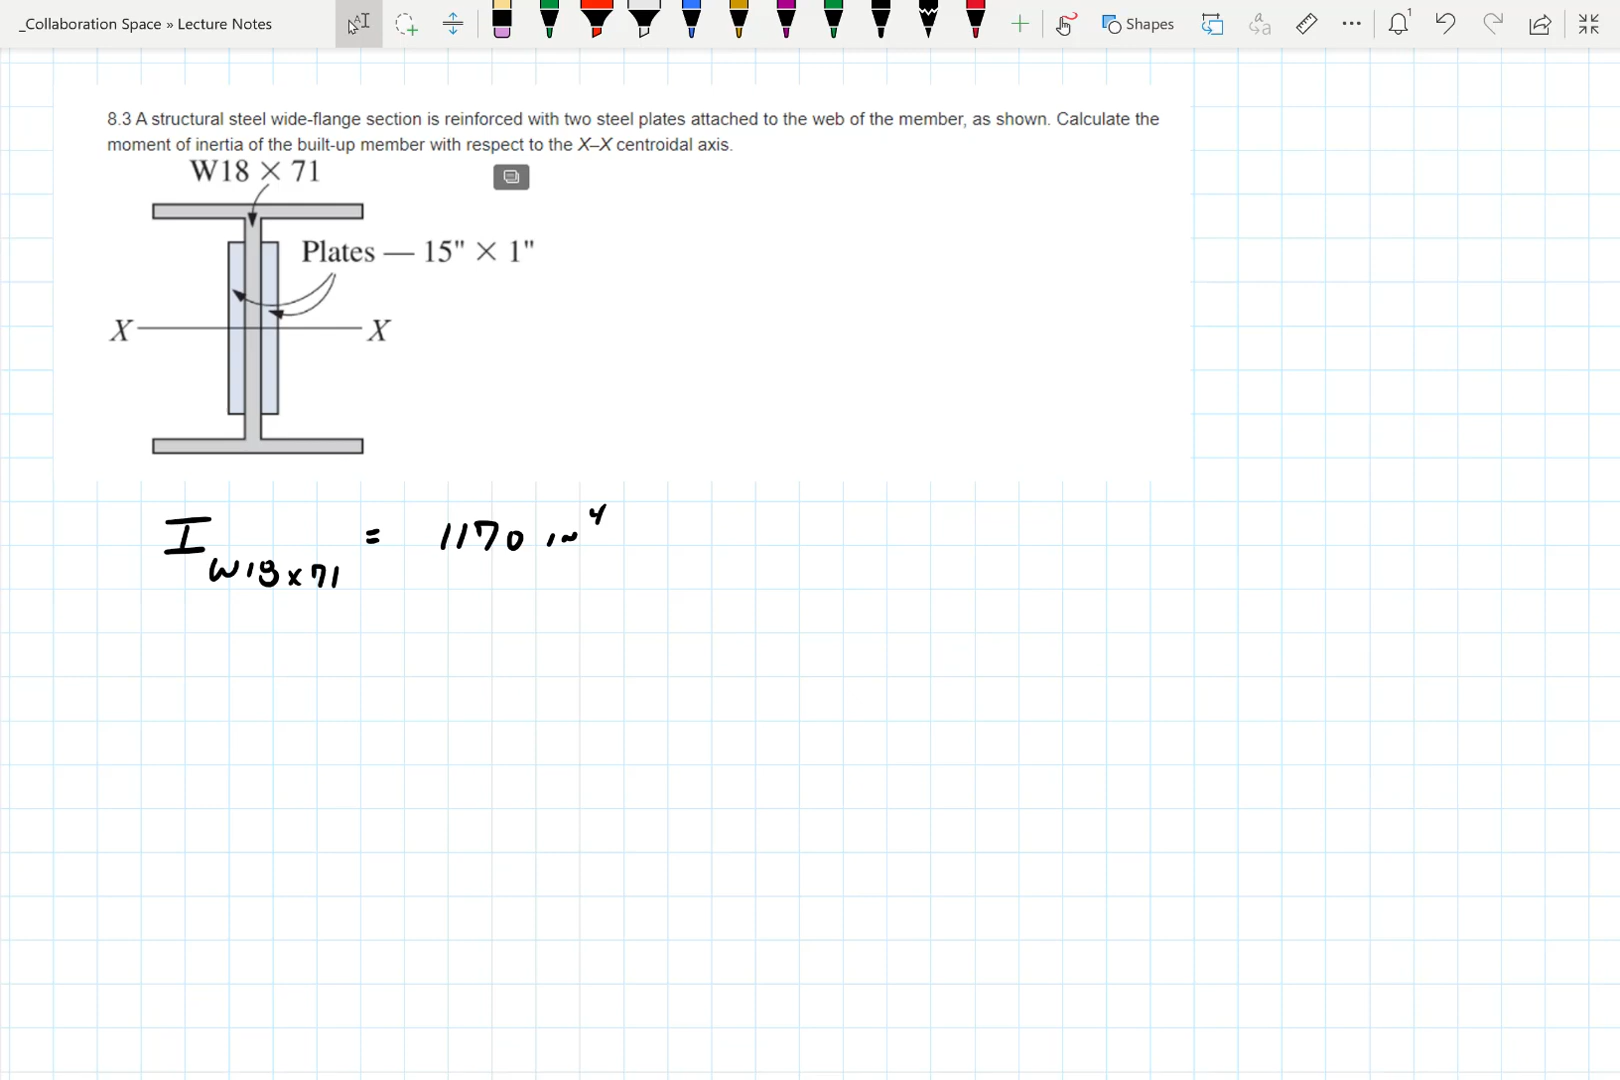 _Collaboration Space » Lecture Notes
Shapes
1
8.3 A structural steel wide-flange section is reinforced with two steel plates attached to the web of the member, as shown. Calculate the
moment of inertia of the built-up member with respect to the X–X centroidal axis.
W18 × 71
Plates — 15" × 1"
X X
I W18x71 = 1170 in⁴